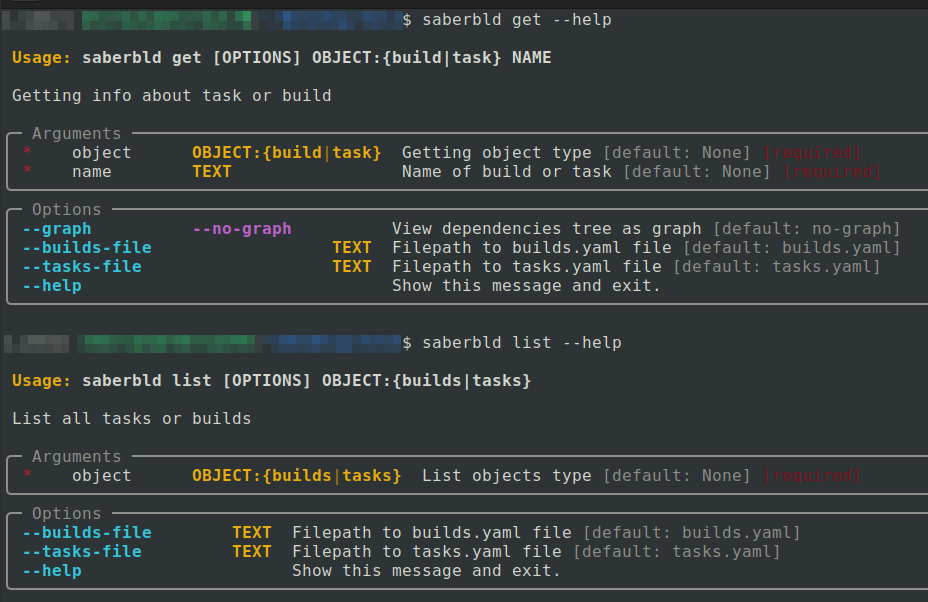 $ saberbld get --help
Usage: saberbld get [OPTIONS] OBJECT:{build|task} NAME
Getting info about task or build
Arguments
* object OBJECT:{build|task} Getting object type [default: None] [required]
* name TEXT Name of build or task [default: None] [required]
Options
--graph --no-graph View dependencies tree as graph [default: no-graph]
--builds-file TEXT Filepath to builds.yaml file [default: builds.yaml]
--tasks-file TEXT Filepath to tasks.yaml file [default: tasks.yaml]
--help Show this message and exit.
$ saberbld list --help
Usage: saberbld list [OPTIONS] OBJECT:{builds|tasks}
List all tasks or builds
Arguments
* object OBJECT:{builds|tasks} List objects type [default: None] [required]
Options
--builds-file TEXT Filepath to builds.yaml file [default: builds.yaml]
--tasks-file TEXT Filepath to tasks.yaml file [default: tasks.yaml]
--help Show this message and exit.